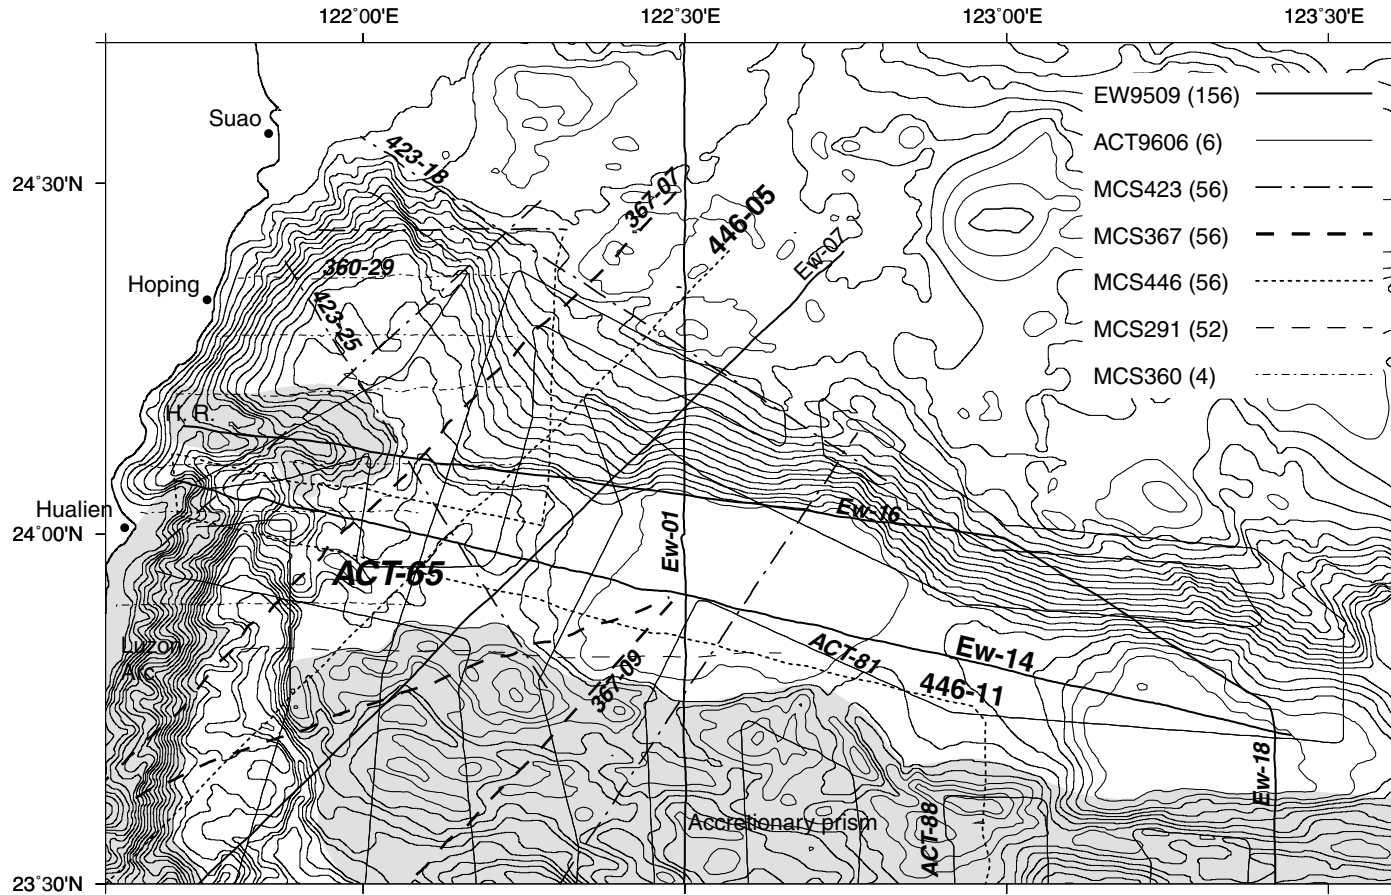 122°00'E
122°30'E
123°00'E
123°30'E
EW9509 (156)
ACT9606 (6)
MCS423 (56)
MCS367 (56)
MCS446 (56)
MCS291 (52)
MCS360 (4)
Suao
423-18
24°30'N
367-07
446-05
Ew-07
360-29
Hoping
423-25
H. R.
Hualien
Ew-16
24°00'N
Ew-01
ACT-65
Luzon
Arc
ACT-81
Ew-14
367-09
446-11
Ew-18
Accretionary prism
ACT-88
23°30'N